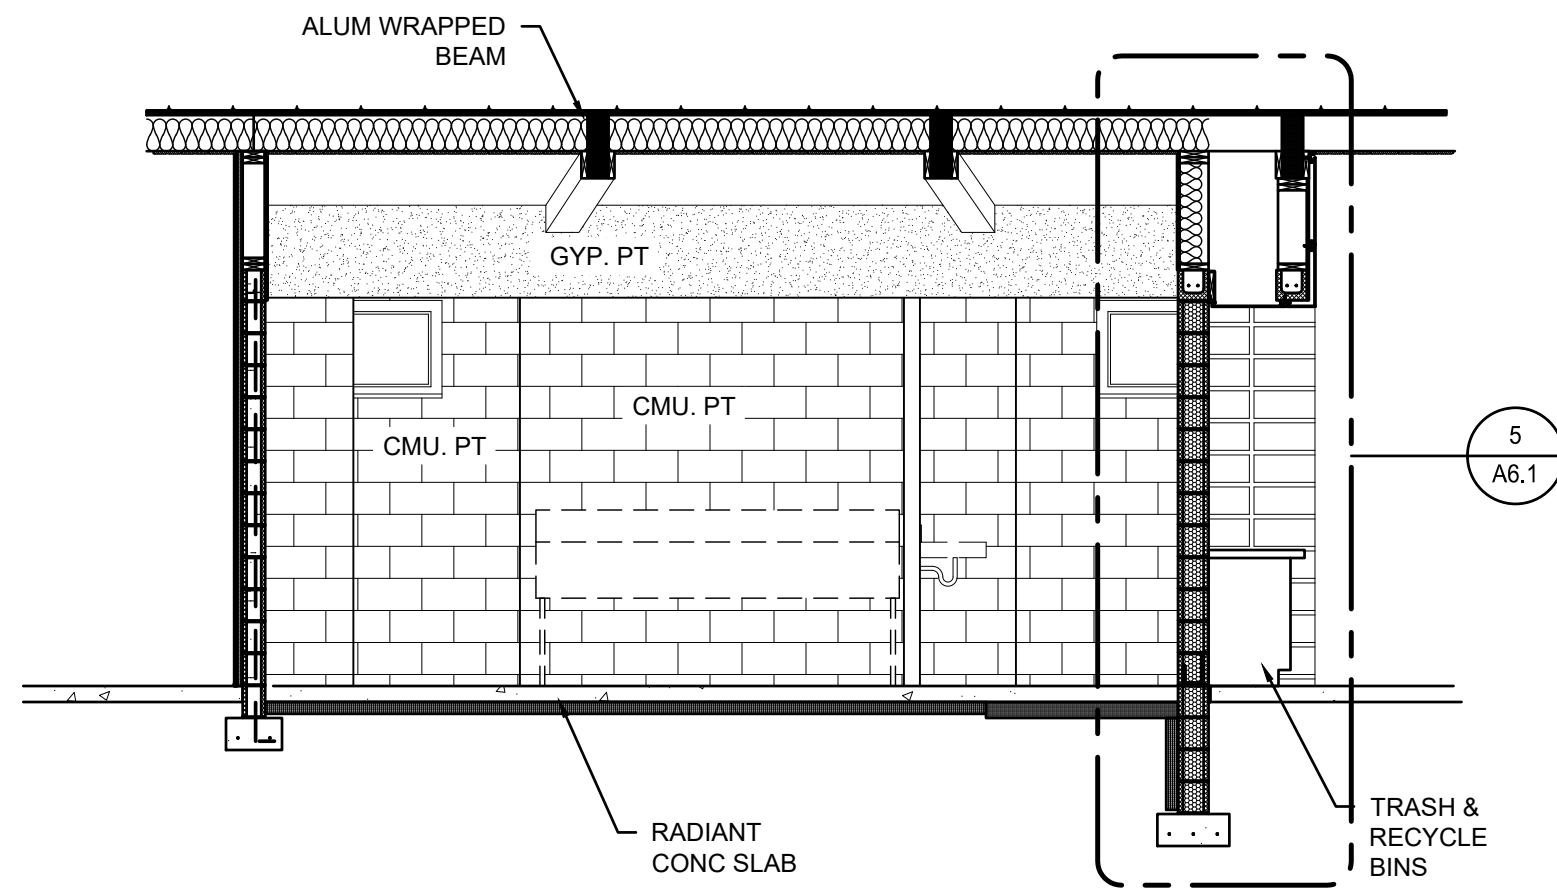 ALUM WRAPPED
BEAM
GYP. PT
CMU. PT
CMU. PT
5
A6.1
RADIANT
CONC SLAB
TRASH &
RECYCLE
BINS